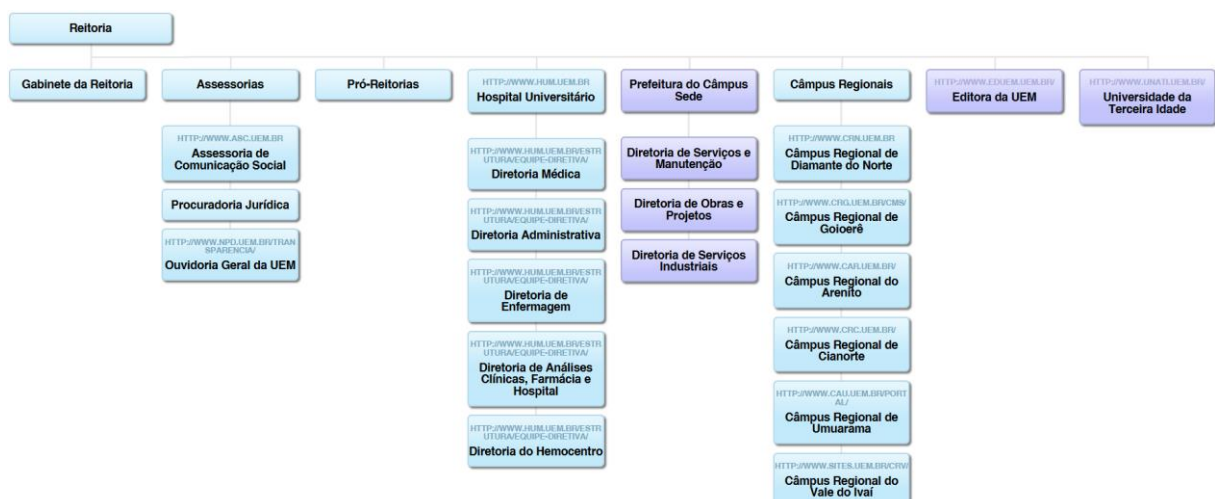 Reitoria
Gabinete da Reitoria
Assessorias
Pró-Reitorias
HTTP://WWW.HUM.UEM.BR
Hospital Universitário
Prefeitura do Câmpus
Sede
Câmpus Regionais
HTTP://WWW.EDUEM.UEM.BR/
Editora da UEM
HTTP://WWW.UNATI.UEM.BR/
Universidade da
Terceira Idade
HTTP://WWW.ASC.UEM.BR
Assessoria de
Comunicação Social
Procuradoria Jurídica
HTTP://WWW.NPD.UEM.BR/TRAN
SPARENCIA/
Ouvidoria Geral da UEM
HTTP://WWW.HUM.UEM.BR/ESTR
UTURA/EQUIPE-DIRETIVA/
Diretoria Médica
HTTP://WWW.HUM.UEM.BR/ESTR
UTURA/EQUIPE-DIRETIVA/
Diretoria Administrativa
HTTP://WWW.HUM.UEM.BR/ESTR
UTURA/EQUIPE-DIRETIVA/
Diretoria de
Enfermagem
HTTP://WWW.HUM.UEM.BR/ESTR
UTURA/EQUIPE-DIRETIVA/
Diretoria de Análises
Clínicas, Farmácia e
Hospital
HTTP://WWW.HUM.UEM.BR/ESTR
UTURA/EQUIPE-DIRETIVA/
Diretoria do Hemocentro
Diretoria de Serviços e
Manutenção
Diretoria de Obras e
Projetos
Diretoria de Serviços
Industriais
HTTP://WWW.CRN.UEM.BR
Câmpus Regional de
Diamante do Norte
HTTP://WWW.CRG.UEM.BR/CMS/
Câmpus Regional de
Goioerê
HTTP://WWW.CAR.UEM.BR/
Câmpus Regional do
Arenito
HTTP://WWW.CRC.UEM.BR/
Câmpus Regional de
Cianorte
HTTP://WWW.CAU.UEM.BR/PORT
AL/
Câmpus Regional de
Umuarama
HTTP://WWW.SITES.UEM.BR/CRV/
Câmpus Regional do
Vale do Ivaí